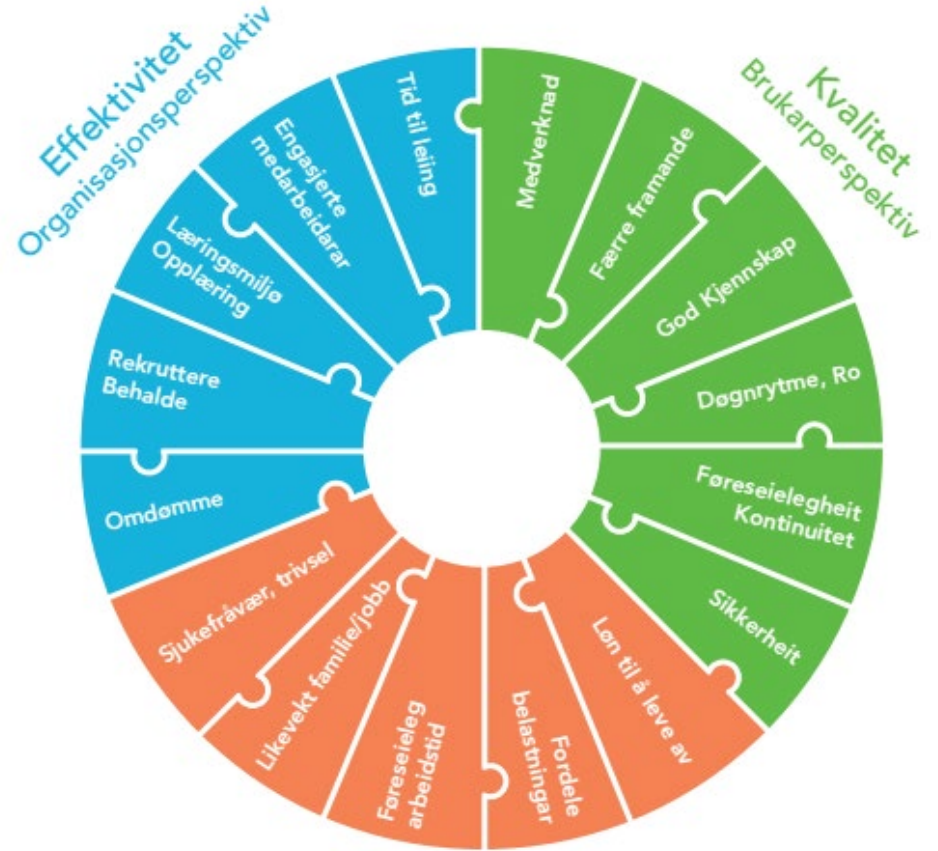 Effektivitet
Organisasjonsperspektiv
Kvalitet
Brukarperspektiv
Medverknad
Færre framande
God Kjennskap
Døgnrytme, Ro
Føreseielegheit
Kontinuitet
Sikkerheit
Løn til å leve av
Fordele
belastningar
Føreseieleg
arbeidstid
Likevekt familie/jobb
Sjukefråvær, trivsel
Omdømme
Rekruttere
Behalde
Læringsmiljø
Opplæring
Engasjerte
medarbeidarar
Tid til leiing